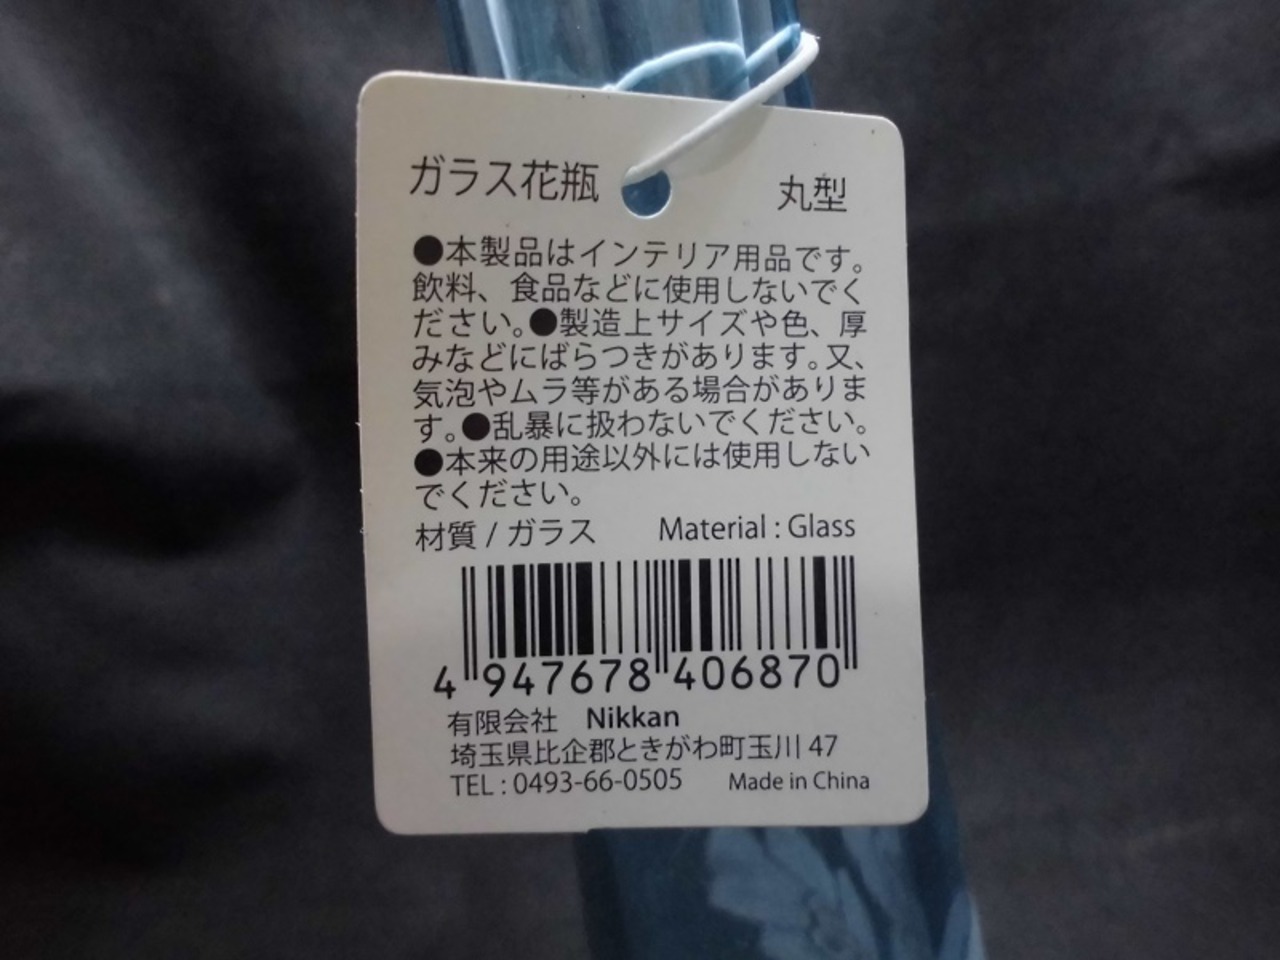 ガラス花瓶 丸型
●本製品はインテリア用品です。
飲料、食品などに使用しないでく
ださい。●製造上サイズや色、厚
みなどにばらつきがあります。又、
気泡やムラ等がある場合がありま
す。●乱暴に扱わないでください。
●本来の用途以外には使用しない
でください。
材質 / ガラス Material : Glass
4 947678 406870
有限会社 Nikkan
埼玉県比企郡ときがわ町玉川 47
TEL : 0493-66-0505 Made in China